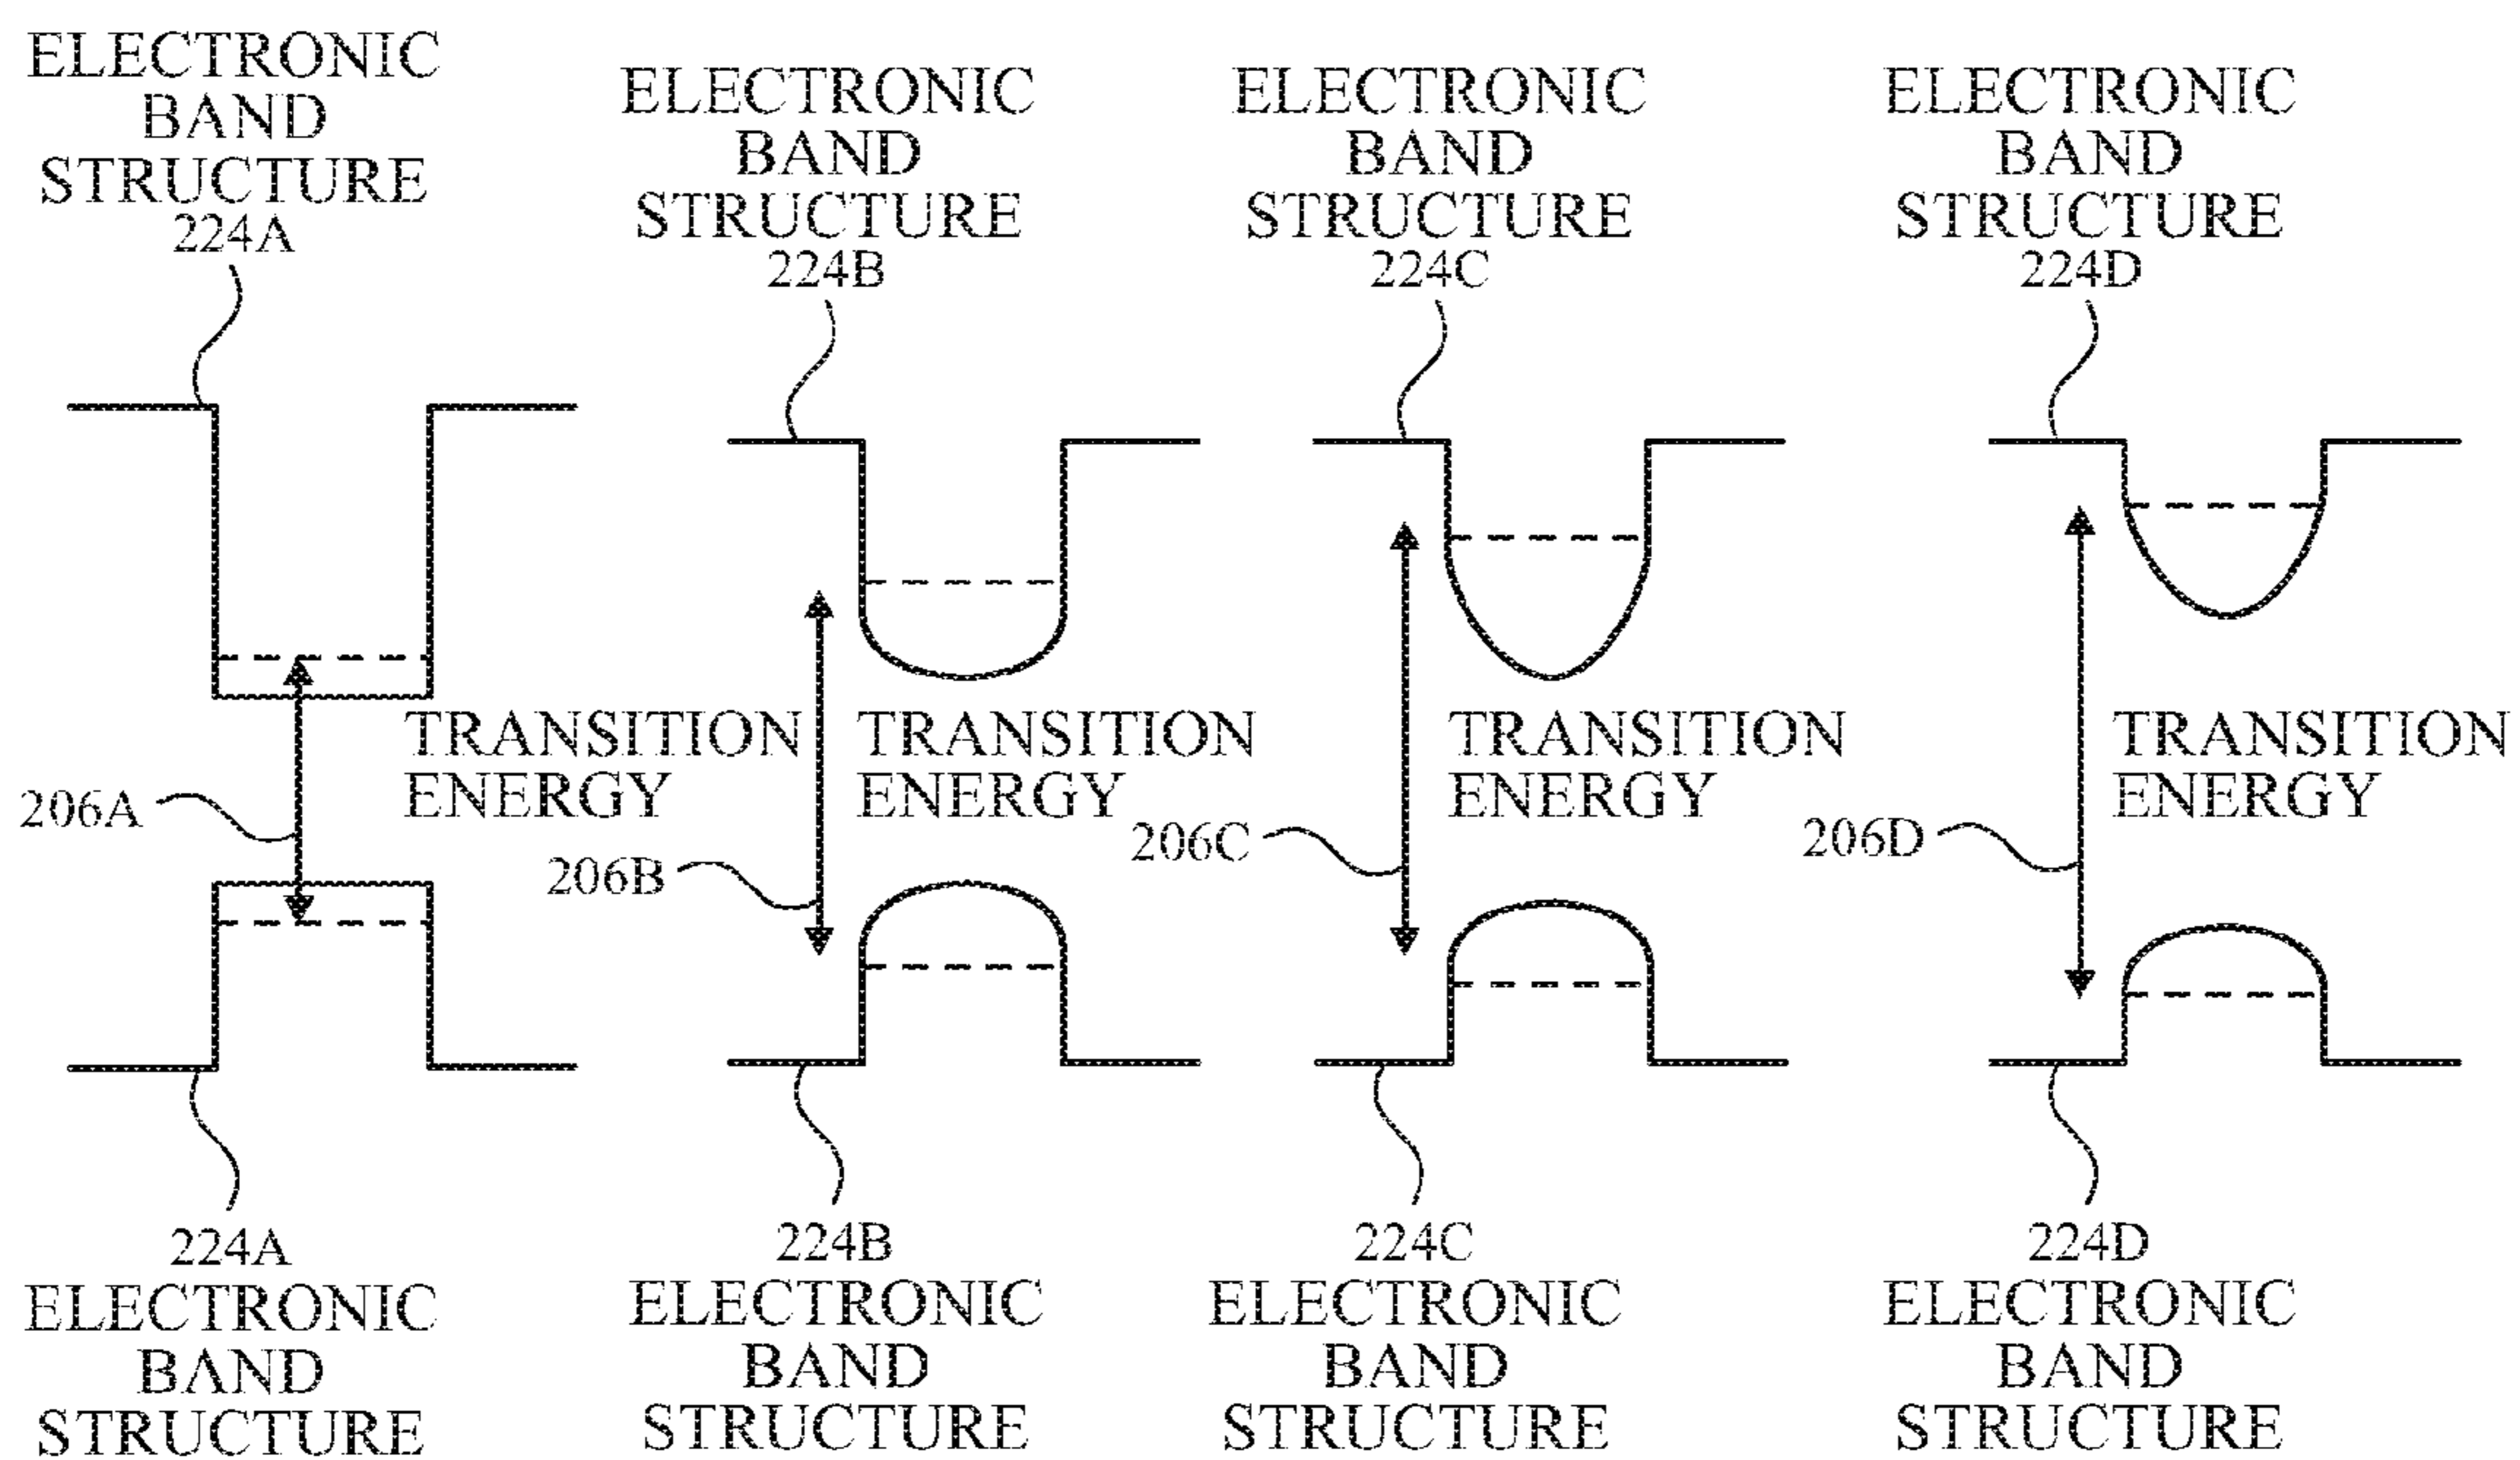 ELECTRONIC
BAND
STRUCTURE
224A
ELECTRONIC
BAND
STRUCTURE
224B
ELECTRONIC
BAND
STRUCTURE
224C
ELECTRONIC
BAND
STRUCTURE
224D
TRANSITION
ENERGY
206A
TRANSITION
ENERGY
206B
TRANSITION
ENERGY
206C
TRANSITION
ENERGY
206D
224A
ELECTRONIC
BAND
STRUCTURE
224B
ELECTRONIC
BAND
STRUCTURE
224C
ELECTRONIC
BAND
STRUCTURE
224D
ELECTRONIC
BAND
STRUCTURE